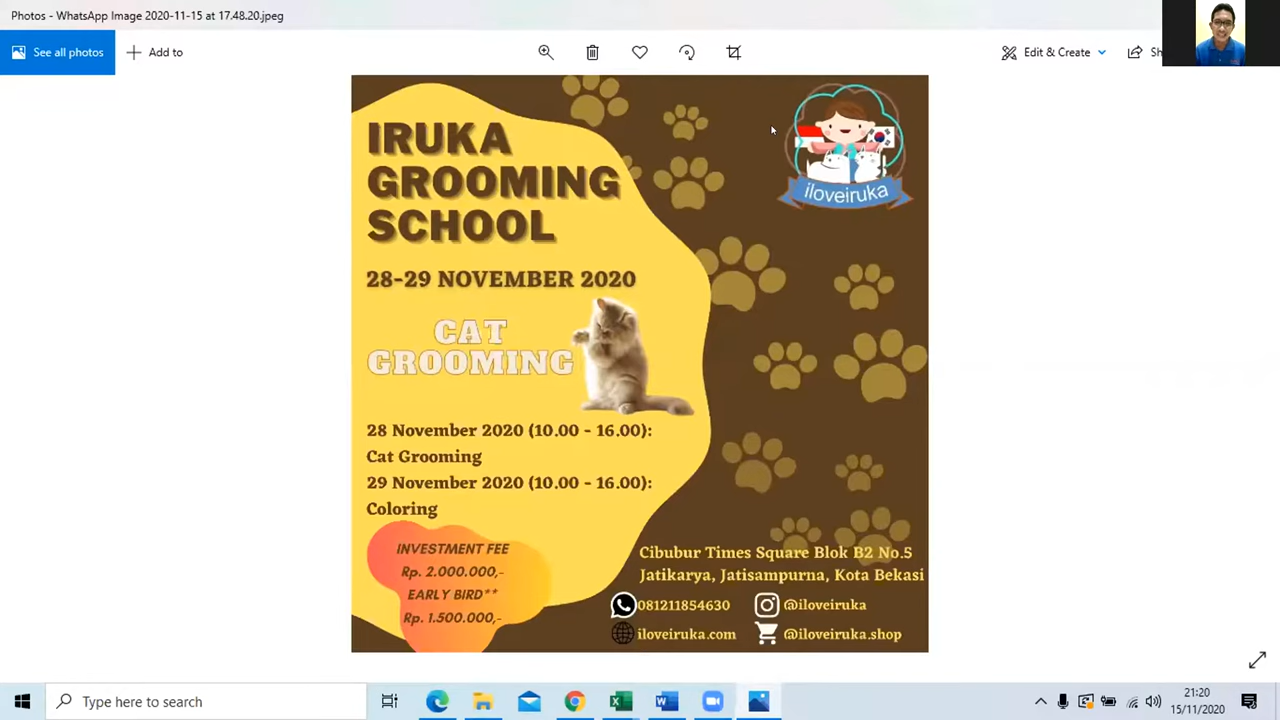 Photos - WhatsApp Image 2020-11-15 at 17.48.20.jpeg
See all photos
Add to
Edit & Create
IRUKA
GROOMING
SCHOOL
28-29 NOVEMBER 2020
CAT
GROOMING
28 November 2020 (10.00 - 16.00):
Cat Grooming
29 November 2020 (10.00 - 16.00):
Coloring
INVESTMENT FEE
Rp. 2.000.000,-
EARLY BIRD**
Rp. 1.500.000,-
iloveiruka
Cibubur Times Square Blok B2 No.5
Jatikarya, Jatisampurna, Kota Bekasi
081211854630 @iloveiruka
iloveiruka.com @iloveiruka.shop
Type here to search
21:20
15/11/2020